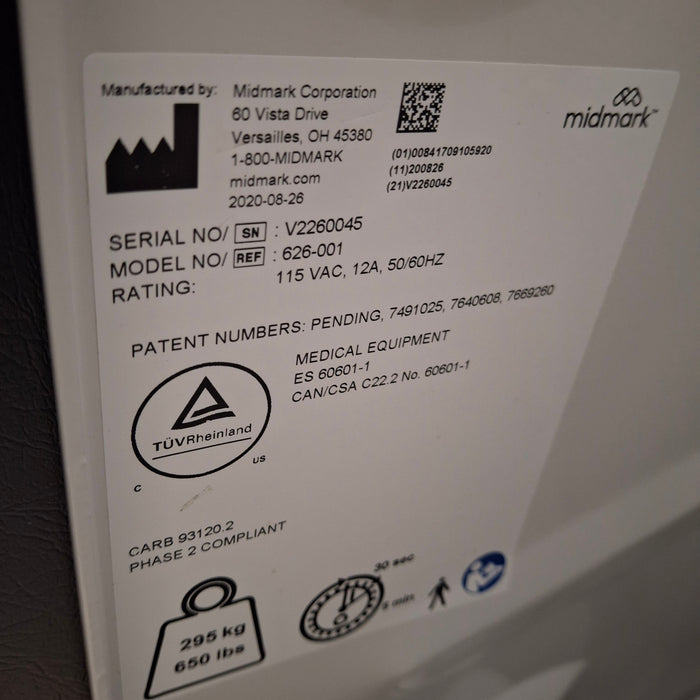 Manufactured by:
Midmark Corporation
60 Vista Drive
Versailles, OH 45380
1-800-MIDMARK
midmark.com
2020-08-26
(01)00841709105920
(11)200826
(21)V2260045
midmark™
SERIAL NO/ SN : V2260045
MODEL NO/ REF : 626-001
RATING: 115 VAC, 12A, 50/60HZ
PATENT NUMBERS: PENDING, 7491025, 7640608, 7669260
MEDICAL EQUIPMENT
ES 60601-1
CAN/CSA C22.2 No. 60601-1
TÜVRheinland
C US
CARB 93120.2
PHASE 2 COMPLIANT
295 kg
650 lbs
30 sec
5 min